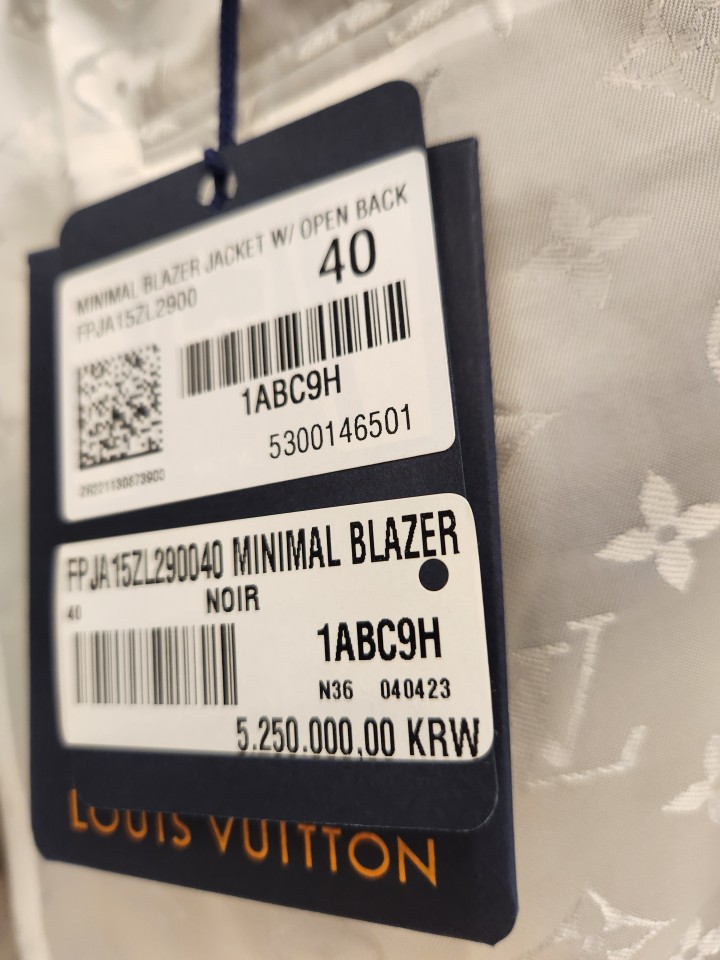 MINIMAL BLAZER JACKET W/ OPEN BACK
FPJA15ZL2900
40
1ABC9H
5300146501
FPJA15ZL290040 MINIMAL BLAZER
40
NOIR
1ABC9H
N36 040423
5.250.000,00 KRW
LOUIS VUITTON